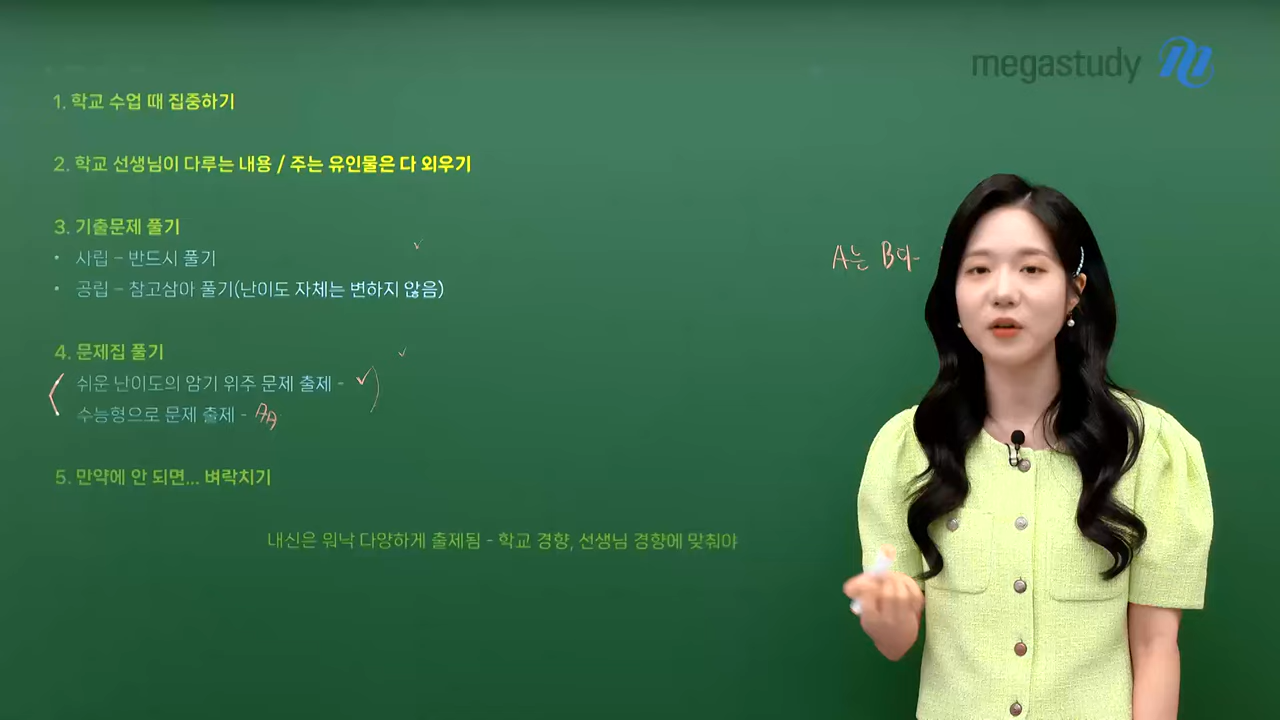 megastudy
1. 학교 수업 때 집중하기
2. 학교 선생님이 다루는 내용 / 주는 유인물은 다 외우기
3. 기출문제 풀기
• 사립 – 반드시 풀기
• 공립 – 참고삼아 풀기(난이도 자체는 변하지 않음)
A는 B다
4. 문제집 풀기
쉬운 난이도의 암기 위주 문제 출제 -
수능형으로 문제 출제 -
5. 만약에 안 되면... 벼락치기
내신은 워낙 다양하게 출제됨 - 학교 경향, 선생님 경향에 맞춰야